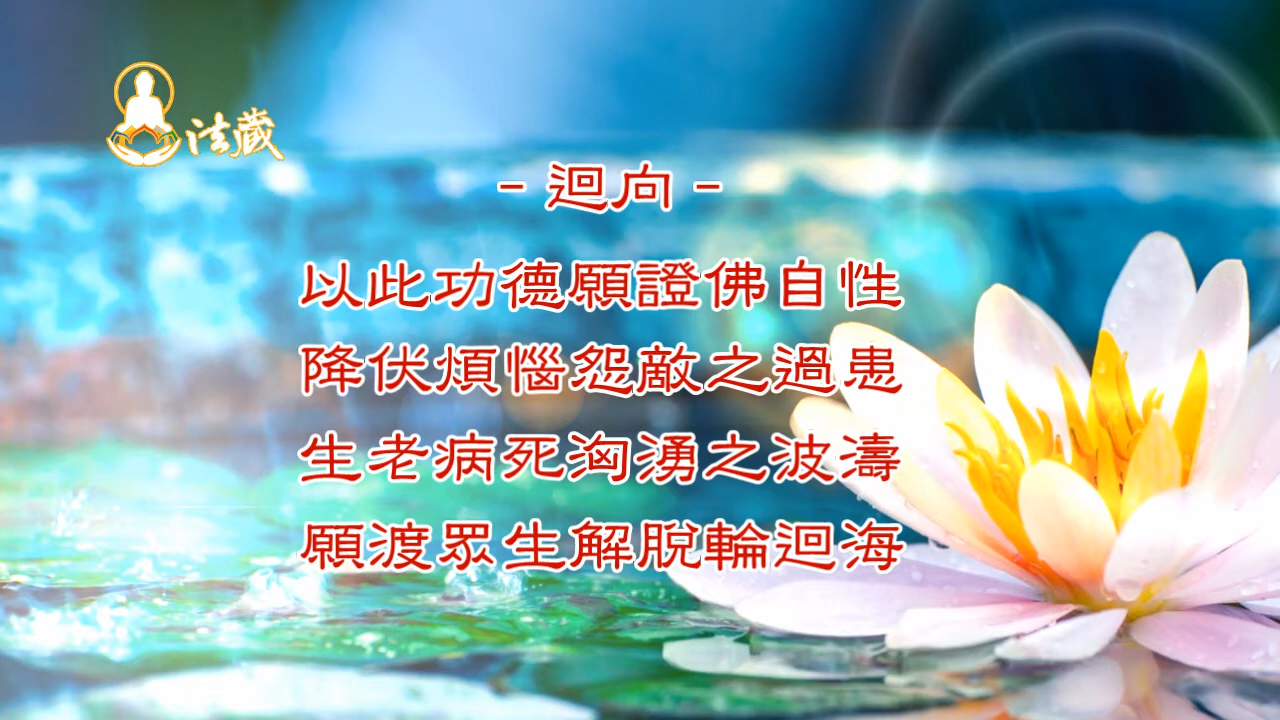 法藏
- 迴向 -
以此功德願證佛自性
降伏煩惱怨敵之過患
生老病死洶湧之波濤
願渡眾生解脫輪迴海